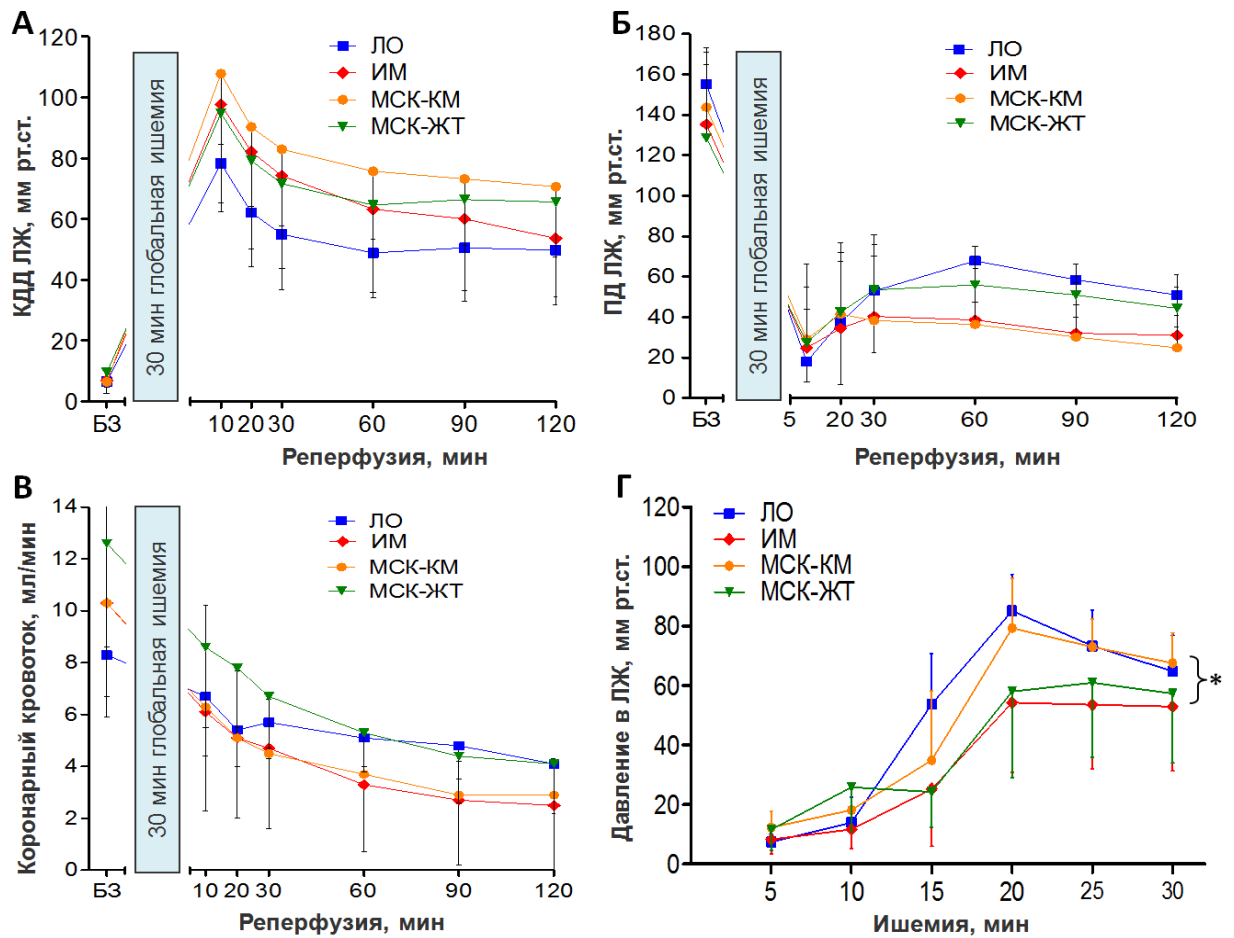 А
КДД ЛЖ, мм рт.ст.
120
100
80
60
40
20
0
30 мин глобальная ишемия
ЛО
ИМ
МСК-КМ
МСК-ЖТ
БЗ
10
20
30
60
90
120
Реперфузия, мин
Б
ПД ЛЖ, мм рт.ст.
180
160
140
120
100
80
60
40
20
0
30 мин глобальная ишемия
ЛО
ИМ
МСК-КМ
МСК-ЖТ
БЗ
5
20
30
60
90
120
Реперфузия, мин
В
Коронарный кровоток, мл/мин
14
12
10
8
6
4
2
0
30 мин глобальная ишемия
ЛО
ИМ
МСК-КМ
МСК-ЖТ
БЗ
10
20
30
60
90
120
Реперфузия, мин
Г
Давление в ЛЖ, мм рт.ст.
120
100
80
60
40
20
0
ЛО
ИМ
МСК-КМ
МСК-ЖТ
*
5
10
15
20
25
30
Ишемия, мин